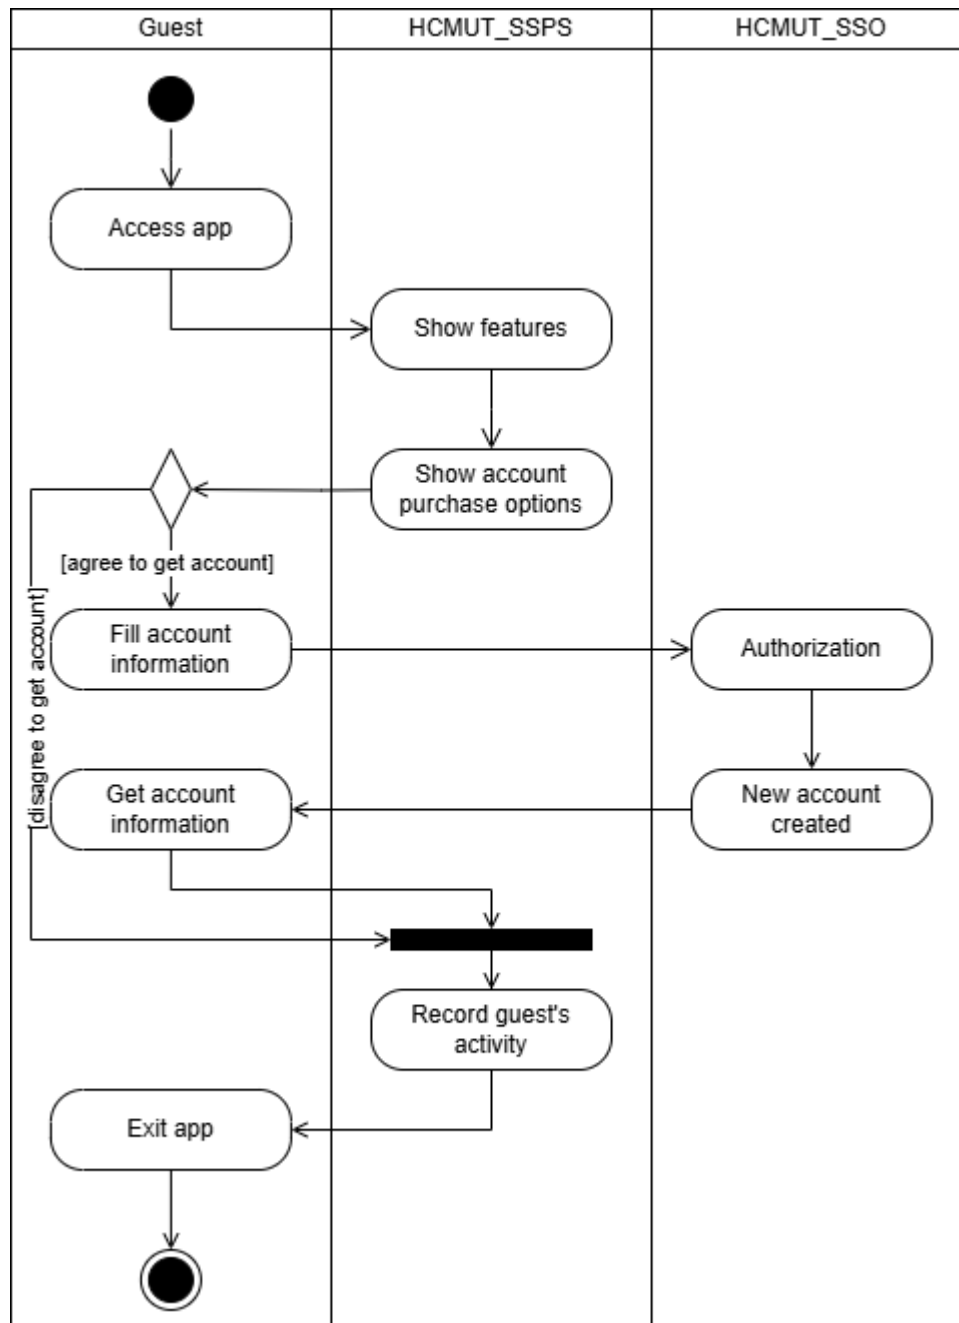 Guest
HCMUT_SSPS
HCMUT_SSO
Access app
Show features
Show account
purchase options
[agree to get account]
[disagree to get account]
Fill account
information
Authorization
Get account
information
New account
created
Record guest's
activity
Exit app